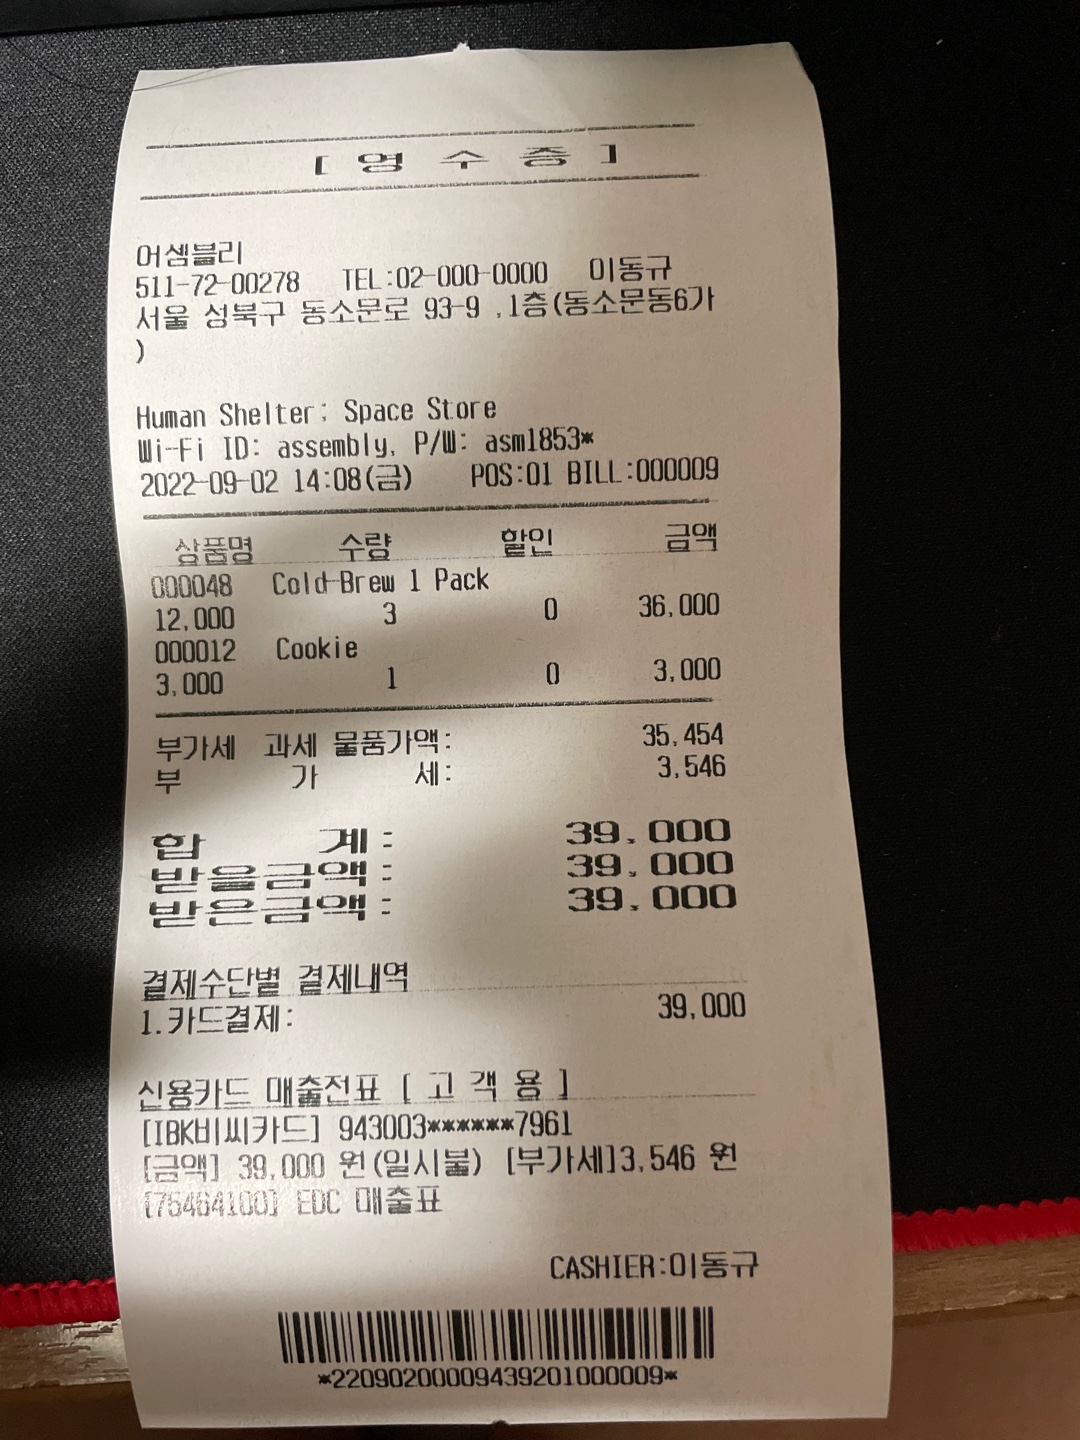 [ 영 수 증 ]
어셈블리
511-72-00278 TEL:02-000-0000 이동규
서울 성북구 동소문로 93-9 ,1층(동소문동6가
)
Human Shelter: Space Store
Wi-Fi ID: assembly, P/W: asm1853*
2022-09-02 14:08(금) POS:01 BILL:000009
상품명 수량 할인 금액
000048 Cold-Brew 1 Pack
12,000 3 0 36,000
000012 Cookie
3,000 1 0 3,000
부가세 과세 물품가액: 35,454
부 가 세: 3,546
합 계: 39,000
받을금액: 39,000
받은금액: 39,000
결제수단별 결제내역
1.카드결제: 39,000
신용카드 매출전표 [ 고 객 용 ]
[IBK비씨카드] 943003******7961
[금액] 39,000 원(일시불) [부가세]3,546 원
[75464100] EDC 매출표
CASHIER:이동규
*22090200009439201000009*